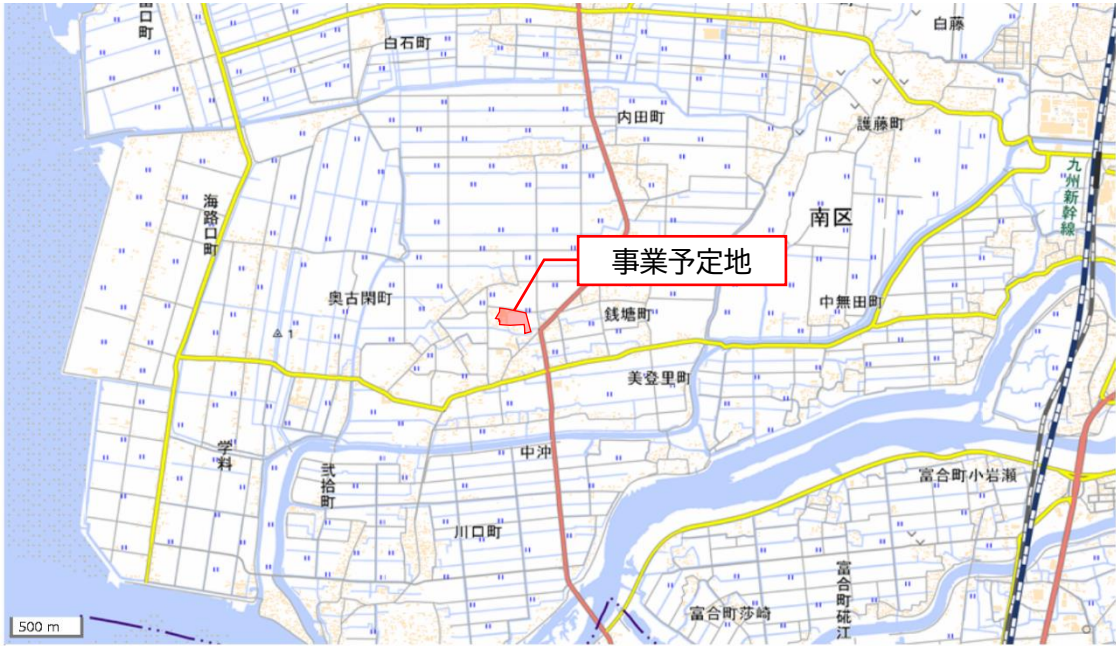 口町
白石町
白藤
内田町
護藤町
九州新幹線
海路口町
南区
事業予定地
奥古閑町
銭塘町
中無田町
1
美登里町
中沖
学料
弐拾町
富合町小岩瀬
川口町
富合町莎崎
富合町硴江
500 m